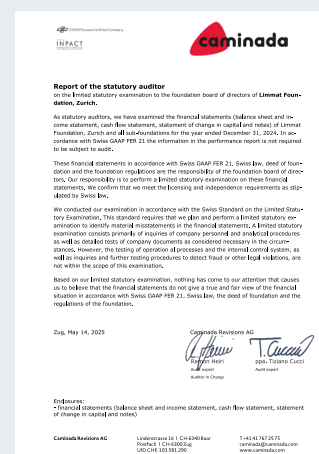 INPACT
caminada
Report of the statutory auditor
on the limited statutory examination to the foundation board of directors of Limmat Foun-
dation, Zurich.
As statutory auditors, we have examined the financial statements (balance sheet and in-
come statement, cash flow statement, statement of change in capital and notes) of Limmat
Foundation, Zurich and all sub-foundations for the year ended December 31, 2024. In ac-
cordance with Swiss GAAP FER 21 the information in the performance report is not required
to be subject to audit.
These financial statements in accordance with Swiss GAAP FER 21, Swiss law, deed of foun-
dation and the foundation regulations are the responsibility of the foundation board of direc-
tors. Our responsibility is to perform a limited statutory examination on these financial
statements. We confirm that we meet the licensing and independence requirements as stip-
ulated by Swiss law.
We conducted our examination in accordance with the Swiss Standard on the Limited Statu-
tory Examination. This standard requires that we plan and perform a limited statutory ex-
amination to identify material misstatements in the financial statements. A limited statutory
examination consists primarily of inquiries of company personnel and analytical procedures
as well as detailed tests of company documents as considered necessary in the circum-
stances. However, the testing of operational processes and the internal control system, as
well as inquiries and further testing procedures to detect fraud or other legal violations, are
not within the scope of this examination.
Based on our limited statutory examination, nothing has come to our attention that causes
us to believe that the financial statements do not give a true and fair view of the financial
situation in accordance with Swiss GAAP FER 21, Swiss law, the deed of foundation and the
regulations of the foundation.
Zug, May 14, 2025 Caminada Revisions AG
Ramon Heiri ppa. Tiziano Cucci
Audit expert Audit expert
Auditor in Charge
Enclosures:
- financial statements (balance sheet and income statement, cash flow statement, statement
of change in capital and notes)
Caminada Revisions AG Lindenstrasse 16 | CH-6340 Baar T +41 41 767 25 75
Postfach | CH-6300 Zug caminada@caminada.com
UID CHE-103.581.290 www.caminada.com